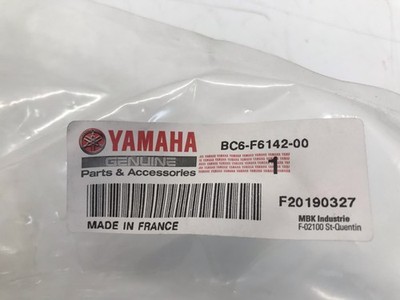 YAMAHA BC6-F6142-00
GENUINE 1
Parts & Accessories
F20190327
MADE IN FRANCE MBK Industrie
F-02100 St-Quentin